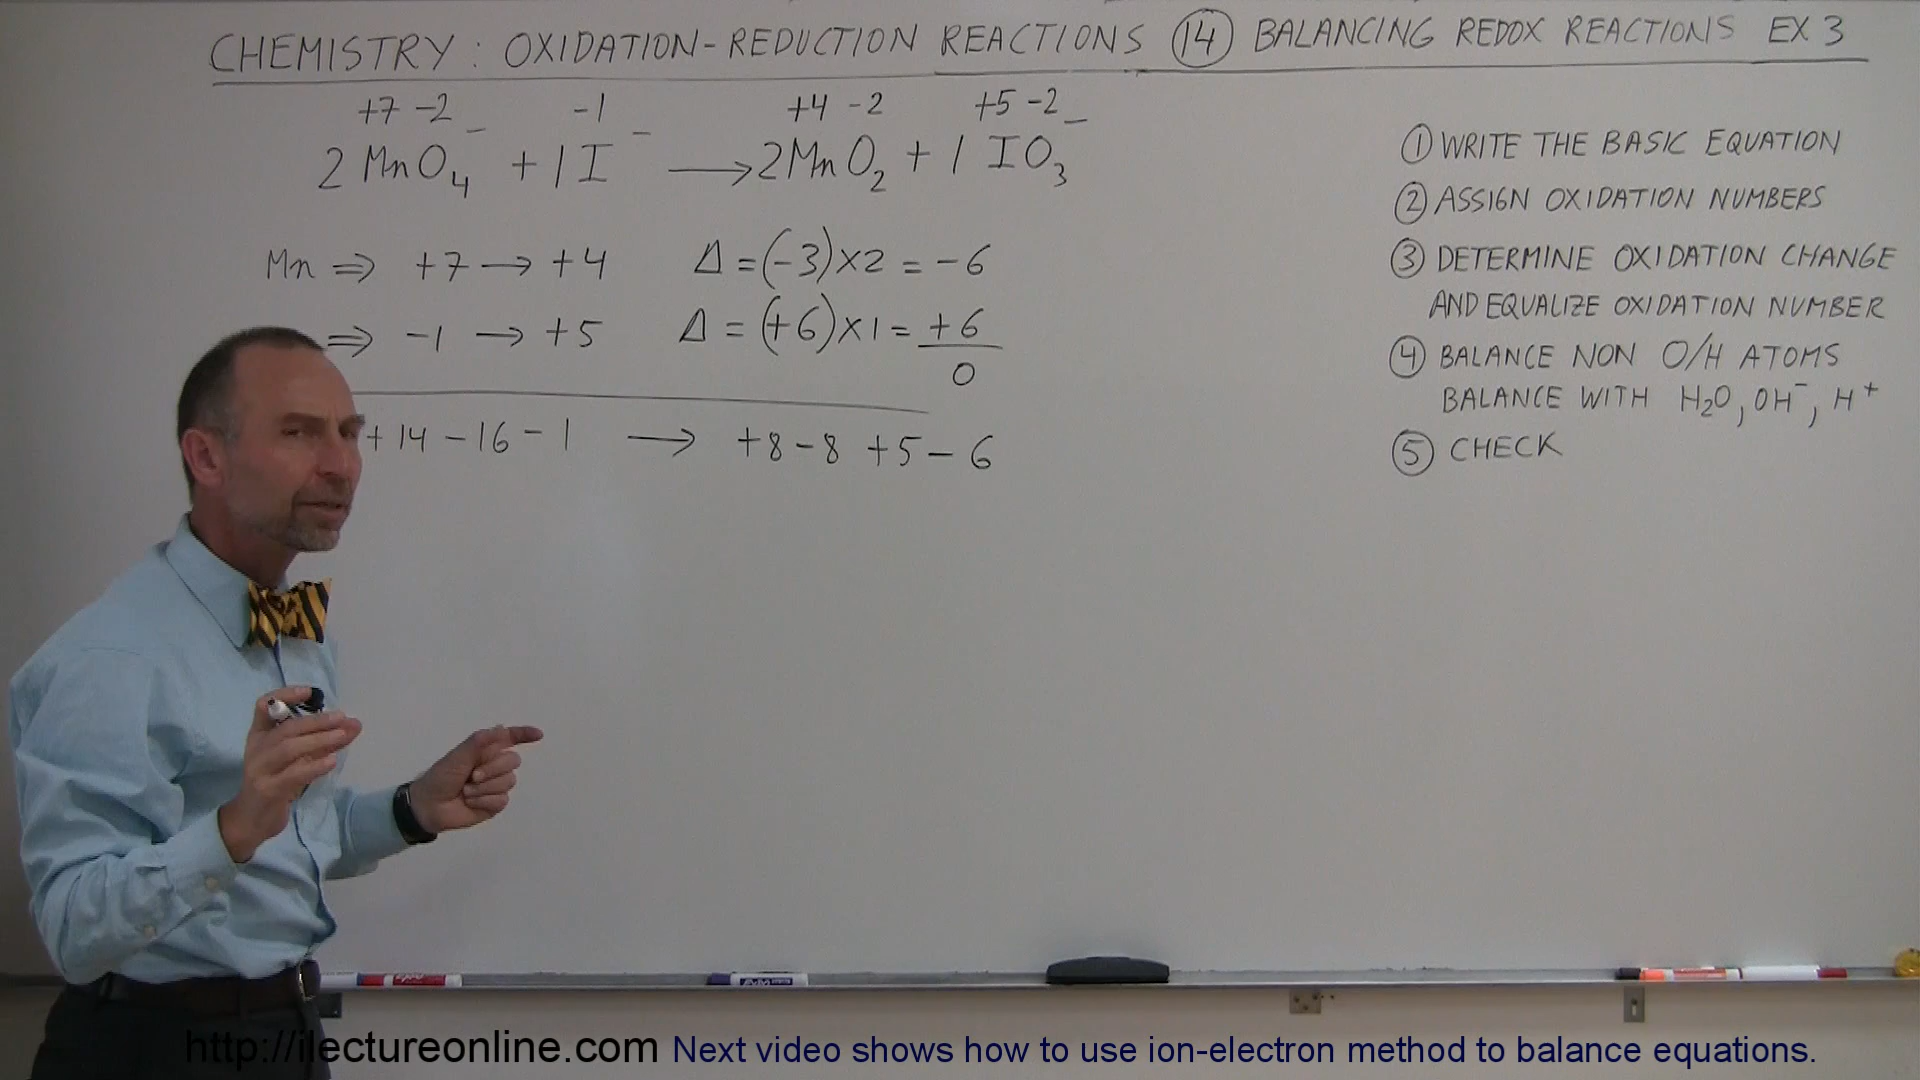 CHEMISTRY: OXIDATION-REDUCTION REACTIONS (14) BALANCING REDOX REACTIONS EX 3
+7 -2 -1 +4 -2 +5 -2
2 MnO₄⁻ + 1 I⁻ → 2 MnO₂ + 1 IO₃⁻
Mn ⇒ +7 → +4 Δ = (-3) x 2 = -6
⇒ -1 → +5 Δ = (+6) x 1 = +6
0
+14 - 16 - 1 → +8 - 8 + 5 - 6
① WRITE THE BASIC EQUATION
② ASSIGN OXIDATION NUMBERS
③ DETERMINE OXIDATION CHANGE
AND EQUALIZE OXIDATION NUMBER
④ BALANCE NON O/H ATOMS
BALANCE WITH H₂O, OH⁻, H⁺
⑤ CHECK
http://ilectureonline.com Next video shows how to use ion-electron method to balance equations.